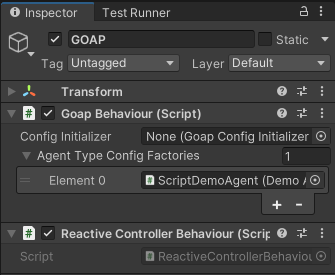 Inspector Test Runner
GOAP Static
Tag Untagged Layer Default
Transform
Goap Behaviour (Script)
Config Initializer None (Goap Config Initializer
Agent Type Config Factories 1
Element 0 ScriptDemoAgent (Demo A
+ -
Reactive Controller Behaviour (Scrip
Script ReactiveControllerBehaviou